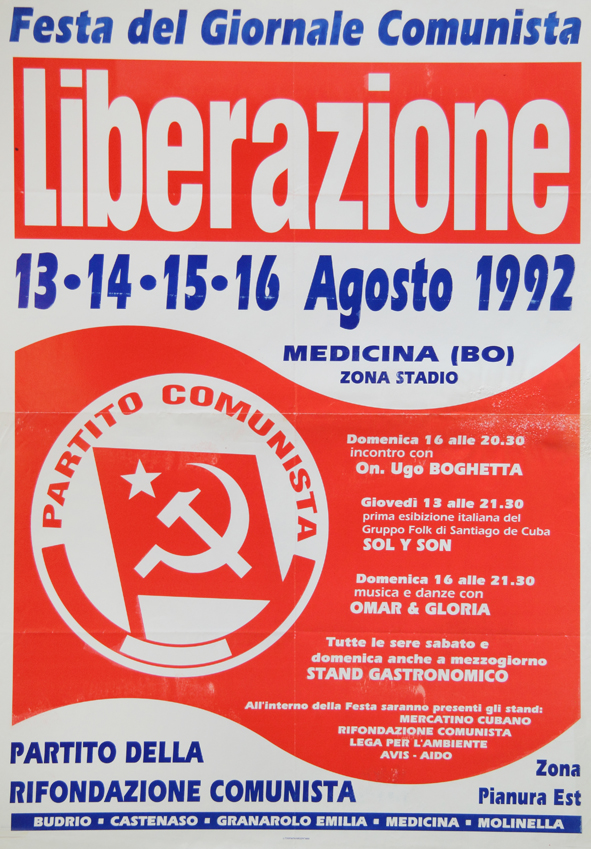 Festa del Giornale Comunista
Liberazione
13•14•15•16 Agosto 1992
MEDICINA (BO)
ZONA STADIO
PARTITO COMUNISTA
Domenica 16 alle 20.30
incontro con
On. Ugo BOGHETTA
Giovedì 13 alle 21.30
prima esibizione italiana del
Gruppo Folk di Santiago de Cuba
SOL Y SON
Domenica 16 alle 21.30
musica e danze con
OMAR & GLORIA
Tutte le sere sabato e
domenica anche a mezzogiorno
STAND GASTRONOMICO
All'interno della Festa saranno presenti gli stand:
MERCATINO CUBANO
RIFONDAZIONE COMUNISTA
LEGA PER L'AMBIENTE
AVIS - AIDO
PARTITO DELLA
RIFONDAZIONE COMUNISTA
Zona
Pianura Est
BUDRIO ▪ CASTENASO ▪ GRANAROLO EMILIA ▪ MEDICINA ▪ MOLINELLA